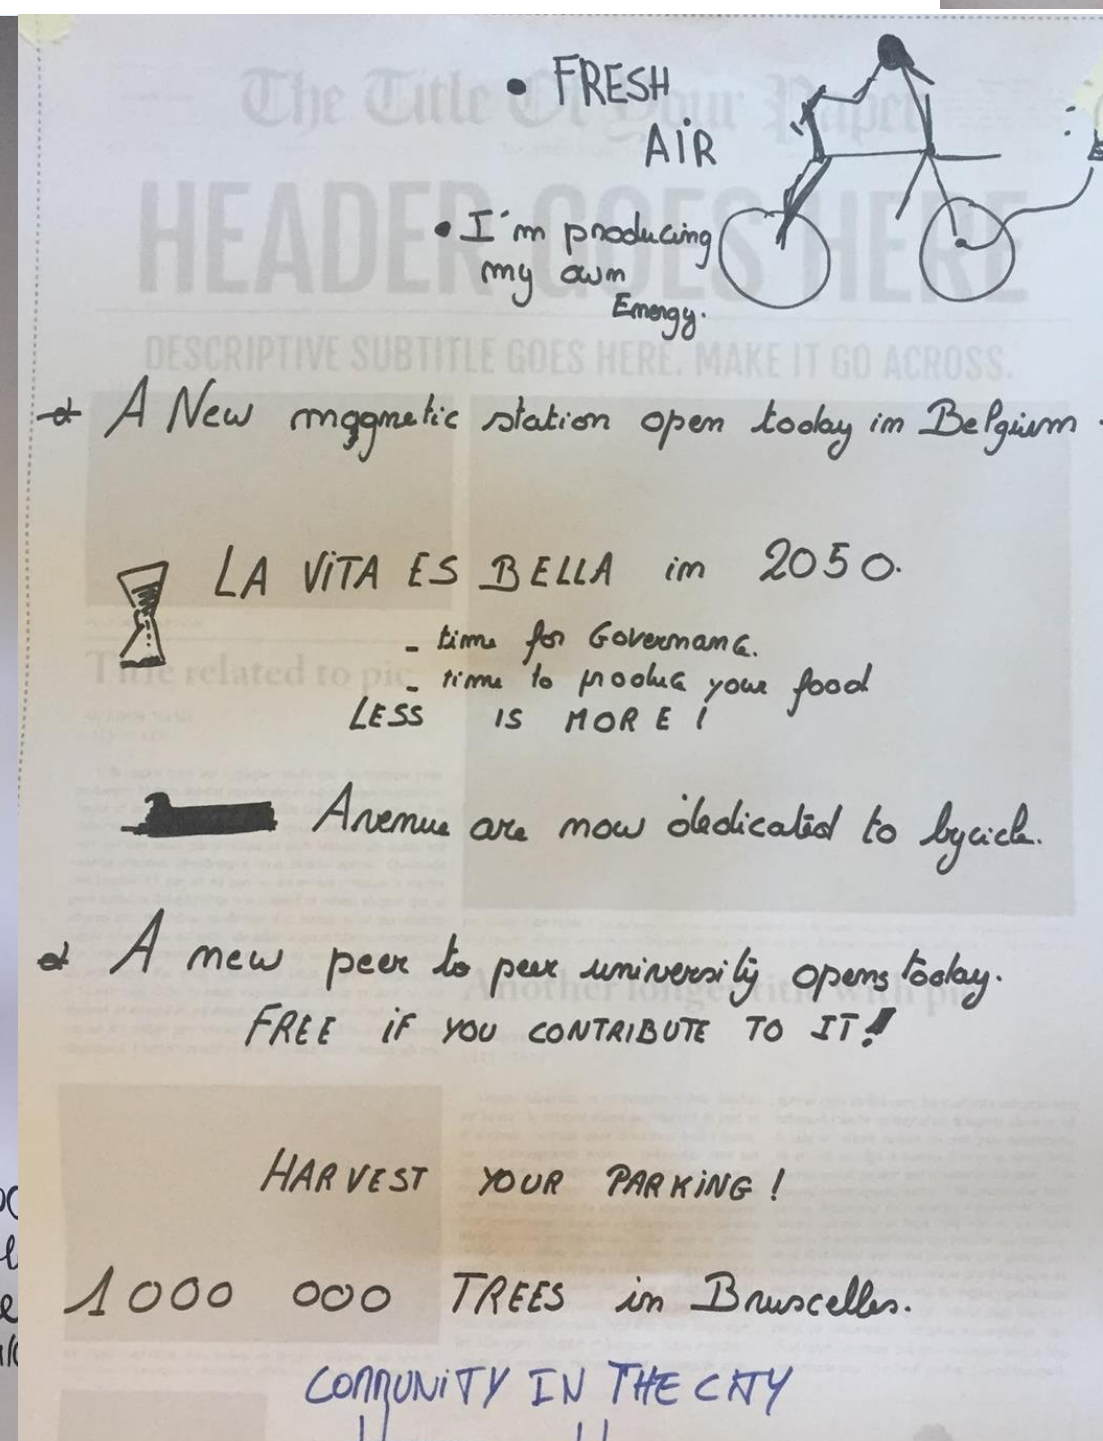 The Title Of Your Paper
• FRESH
AiR
HEADER GOES HERE
• I'm producing
my own
Energy.
DESCRIPTIVE SUBTITLE GOES HERE. MAKE IT GO ACROSS.
A New magnetic station open today in Belgium.
LA ViTA ES BELLA in 2050.
- time for Governance.
Title related to pic
- time to produce your food
LESS IS MORE!
Avenue are now dedicated to bycicle.
A new peer to peer university opens today.
Another longer title with pic
FREE iF YOU CONTRIBUTE TO IT!
HARVEST YOUR PARKiNG!
1000 000 TREES in Bruxcelles.
COMMUNiTY IN THE CiTY